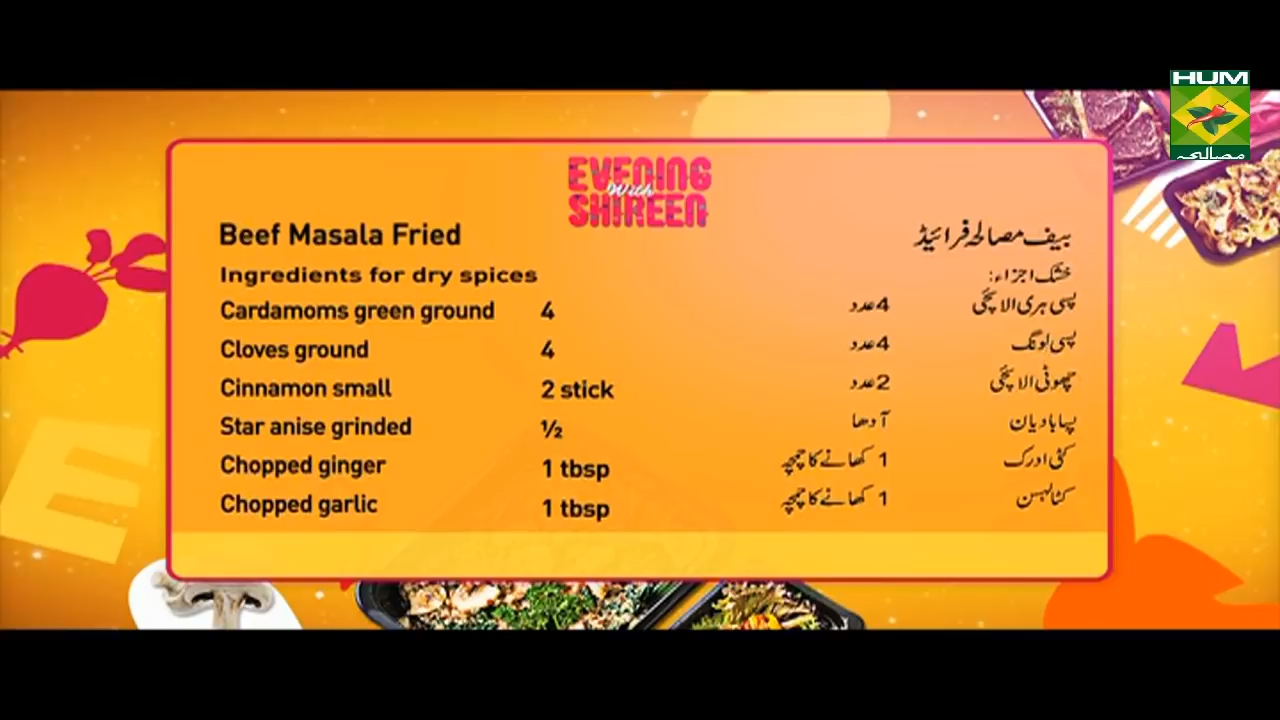 HUM
مصالحہ
EVENING
With
SHIREEN
Beef Masala Fried بیف مصالحہ فرائیڈ
Ingredients for dry spices خشک اجزاء:
Cardamoms green ground 4 پسی ہری الائچی 4 عدد
Cloves ground 4 پسی لونگ 4 عدد
Cinnamon small 2 stick چھوٹی الائچی 2 عدد
Star anise grinded ½ پسا بادیان آدھا
Chopped ginger 1 tbsp کٹی ادرک 1 کھانے کا چمچہ
Chopped garlic 1 tbsp کٹا لہسن 1 کھانے کا چمچہ